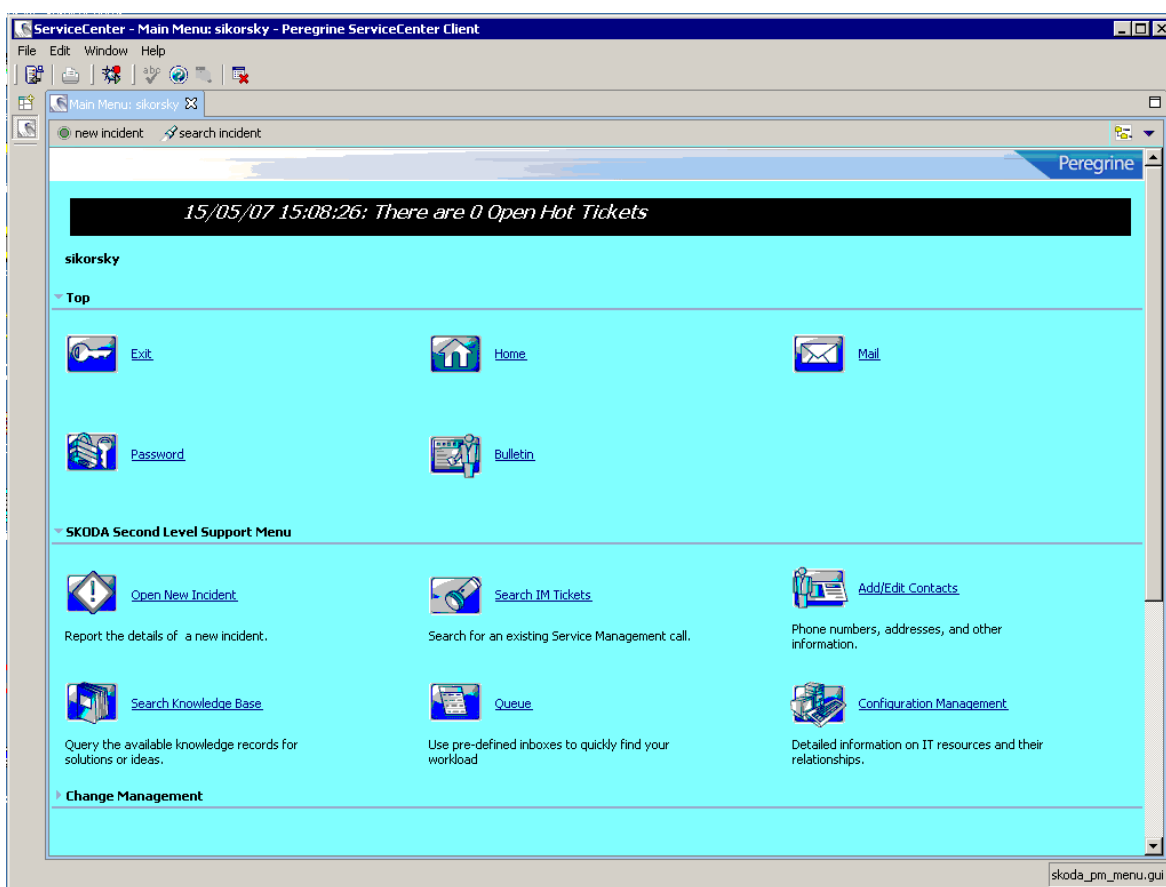 ServiceCenter - Main Menu: sikorsky - Peregrine ServiceCenter Client
File Edit Window Help
Main Menu: sikorsky
new incident search incident
Peregrine
15/05/07 15:08:26: There are 0 Open Hot Tickets
sikorsky
Top
Exit Home Mail
Password Bulletin
SKODA Second Level Support Menu
Open New Incident Search IM Tickets Add/Edit Contacts
Report the details of a new incident. Search for an existing Service Management call. Phone numbers, addresses, and other
information.
Search Knowledge Base Queue Configuration Management
Query the available knowledge records for Use pre-defined inboxes to quickly find your Detailed information on IT resources and their
solutions or ideas. workload relationships.
Change Management
skoda_pm_menu.gui